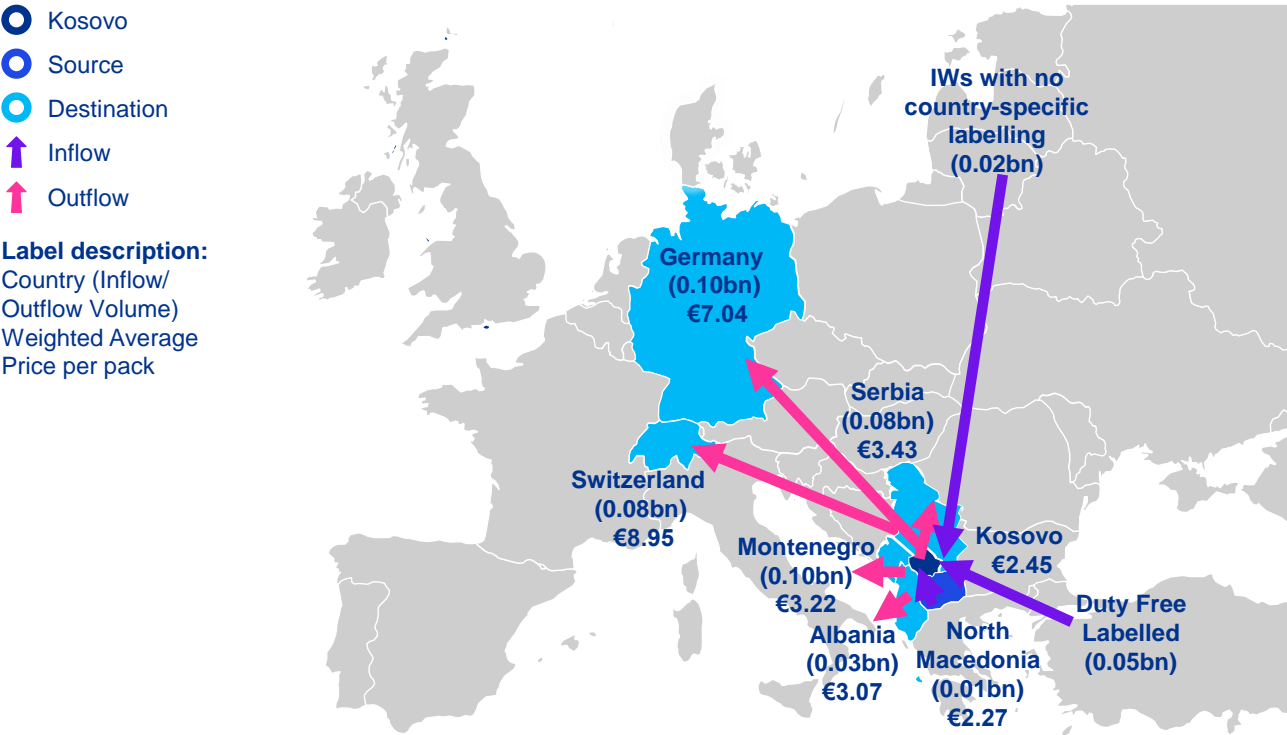 Kosovo
Source
Destination
Inflow
Outflow
Label description:
Country (Inflow/
Outflow Volume)
Weighted Average
Price per pack
IWs with no
country-specific
labelling
(0.02bn)
Germany
(0.10bn)
€7.04
Serbia
(0.08bn)
€3.43
Switzerland
(0.08bn)
€8.95
Montenegro
(0.10bn)
€3.22
Kosovo
€2.45
Albania
(0.03bn)
€3.07
North
Macedonia
(0.01bn)
€2.27
Duty Free
Labelled
(0.05bn)